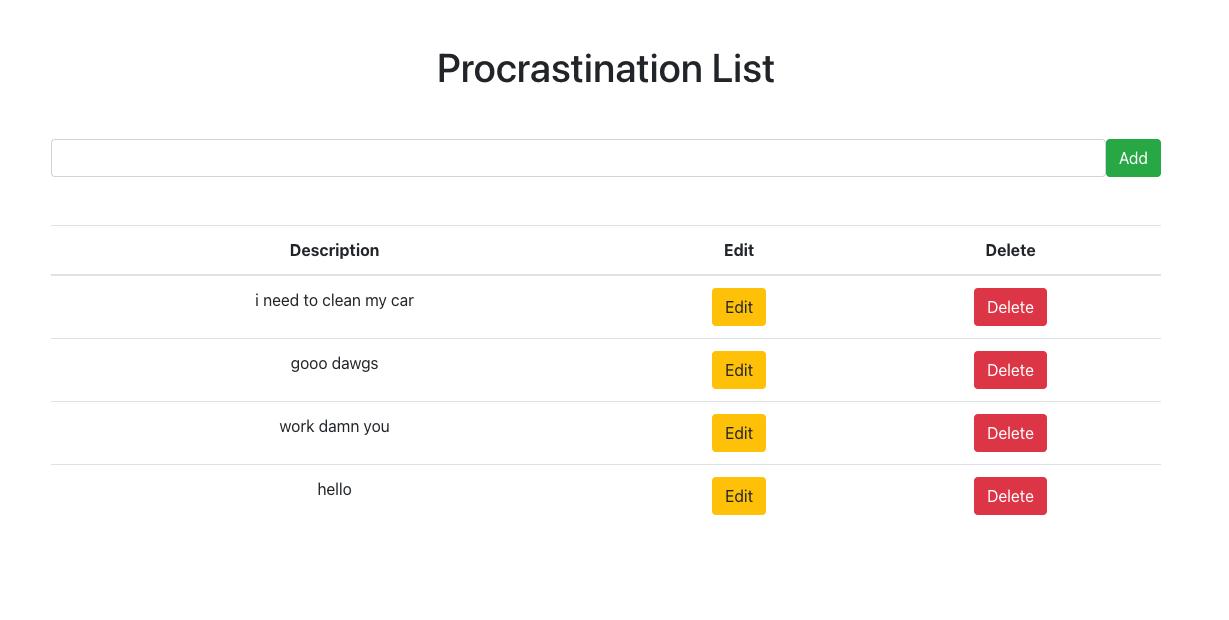 Procrastination List
Add
Description Edit Delete
i need to clean my car Edit Delete
gooo dawgs Edit Delete
work damn you Edit Delete
hello Edit Delete